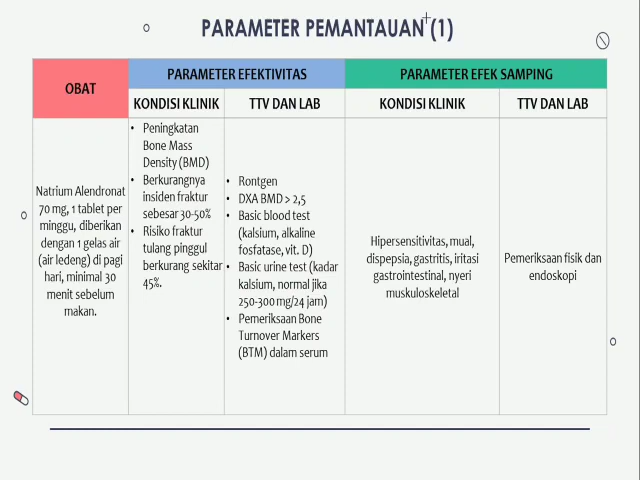 PARAMETER PEMANTAUAN (1)
OBAT
PARAMETER EFEKTIVITAS
PARAMETER EFEK SAMPING
KONDISI KLINIK
TTV DAN LAB
KONDISI KLINIK
TTV DAN LAB
Natrium Alendronat
70 mg, 1 tablet per
minggu, diberikan
dengan 1 gelas air
(air ledeng) di pagi
hari, minimal 30
menit sebelum
makan.
• Peningkatan
Bone Mass
Density (BMD)
• Berkurangnya
insiden fraktur
sebesar 30-50%
• Risiko fraktur
tulang pinggul
berkurang sekitar
45%.
• Rontgen
• DXA BMD > 2,5
• Basic blood test
(kalsium, alkaline
fosfatase, vit. D)
• Basic urine test (kadar
kalsium, normal jika
250-300 mg/24 jam)
• Pemeriksaan Bone
Turnover Markers
(BTM) dalam serum
Hipersensitivitas, mual,
dispepsia, gastritis, iritasi
gastrointestinal, nyeri
muskuloskeletal
Pemeriksaan fisik dan
endoskopi